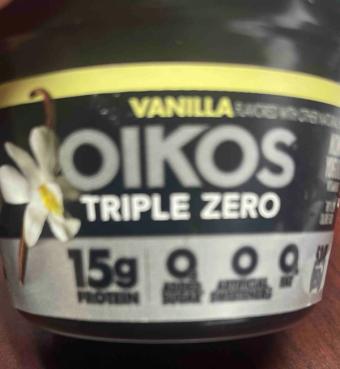 VANILLA FLAVORED WITH OTHER NATURAL
OIKOS
TRIPLE ZERO
15g PROTEIN
0 ADDED SUGAR*
0 ARTIFICIAL SWEETENERS
0 FAT